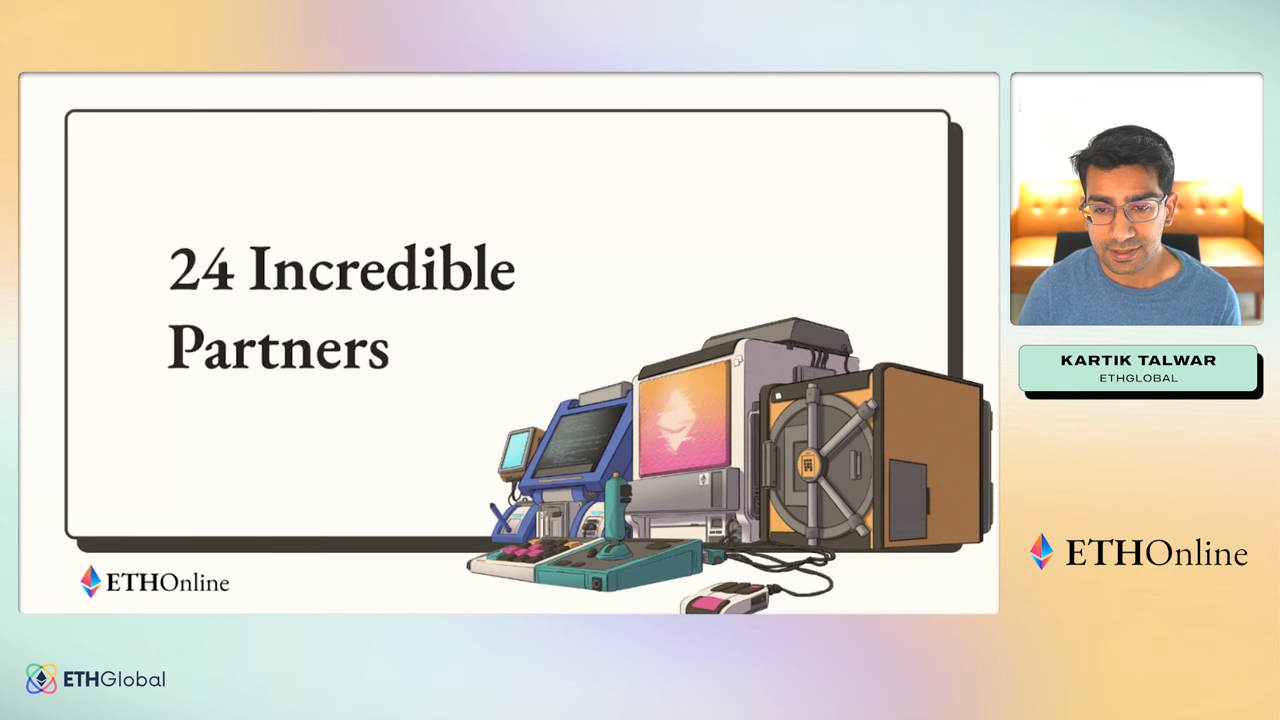 24 Incredible
Partners
ETHOnline
KARTIK TALWAR
ETHGLOBAL
ETHOnline
ETHGlobal